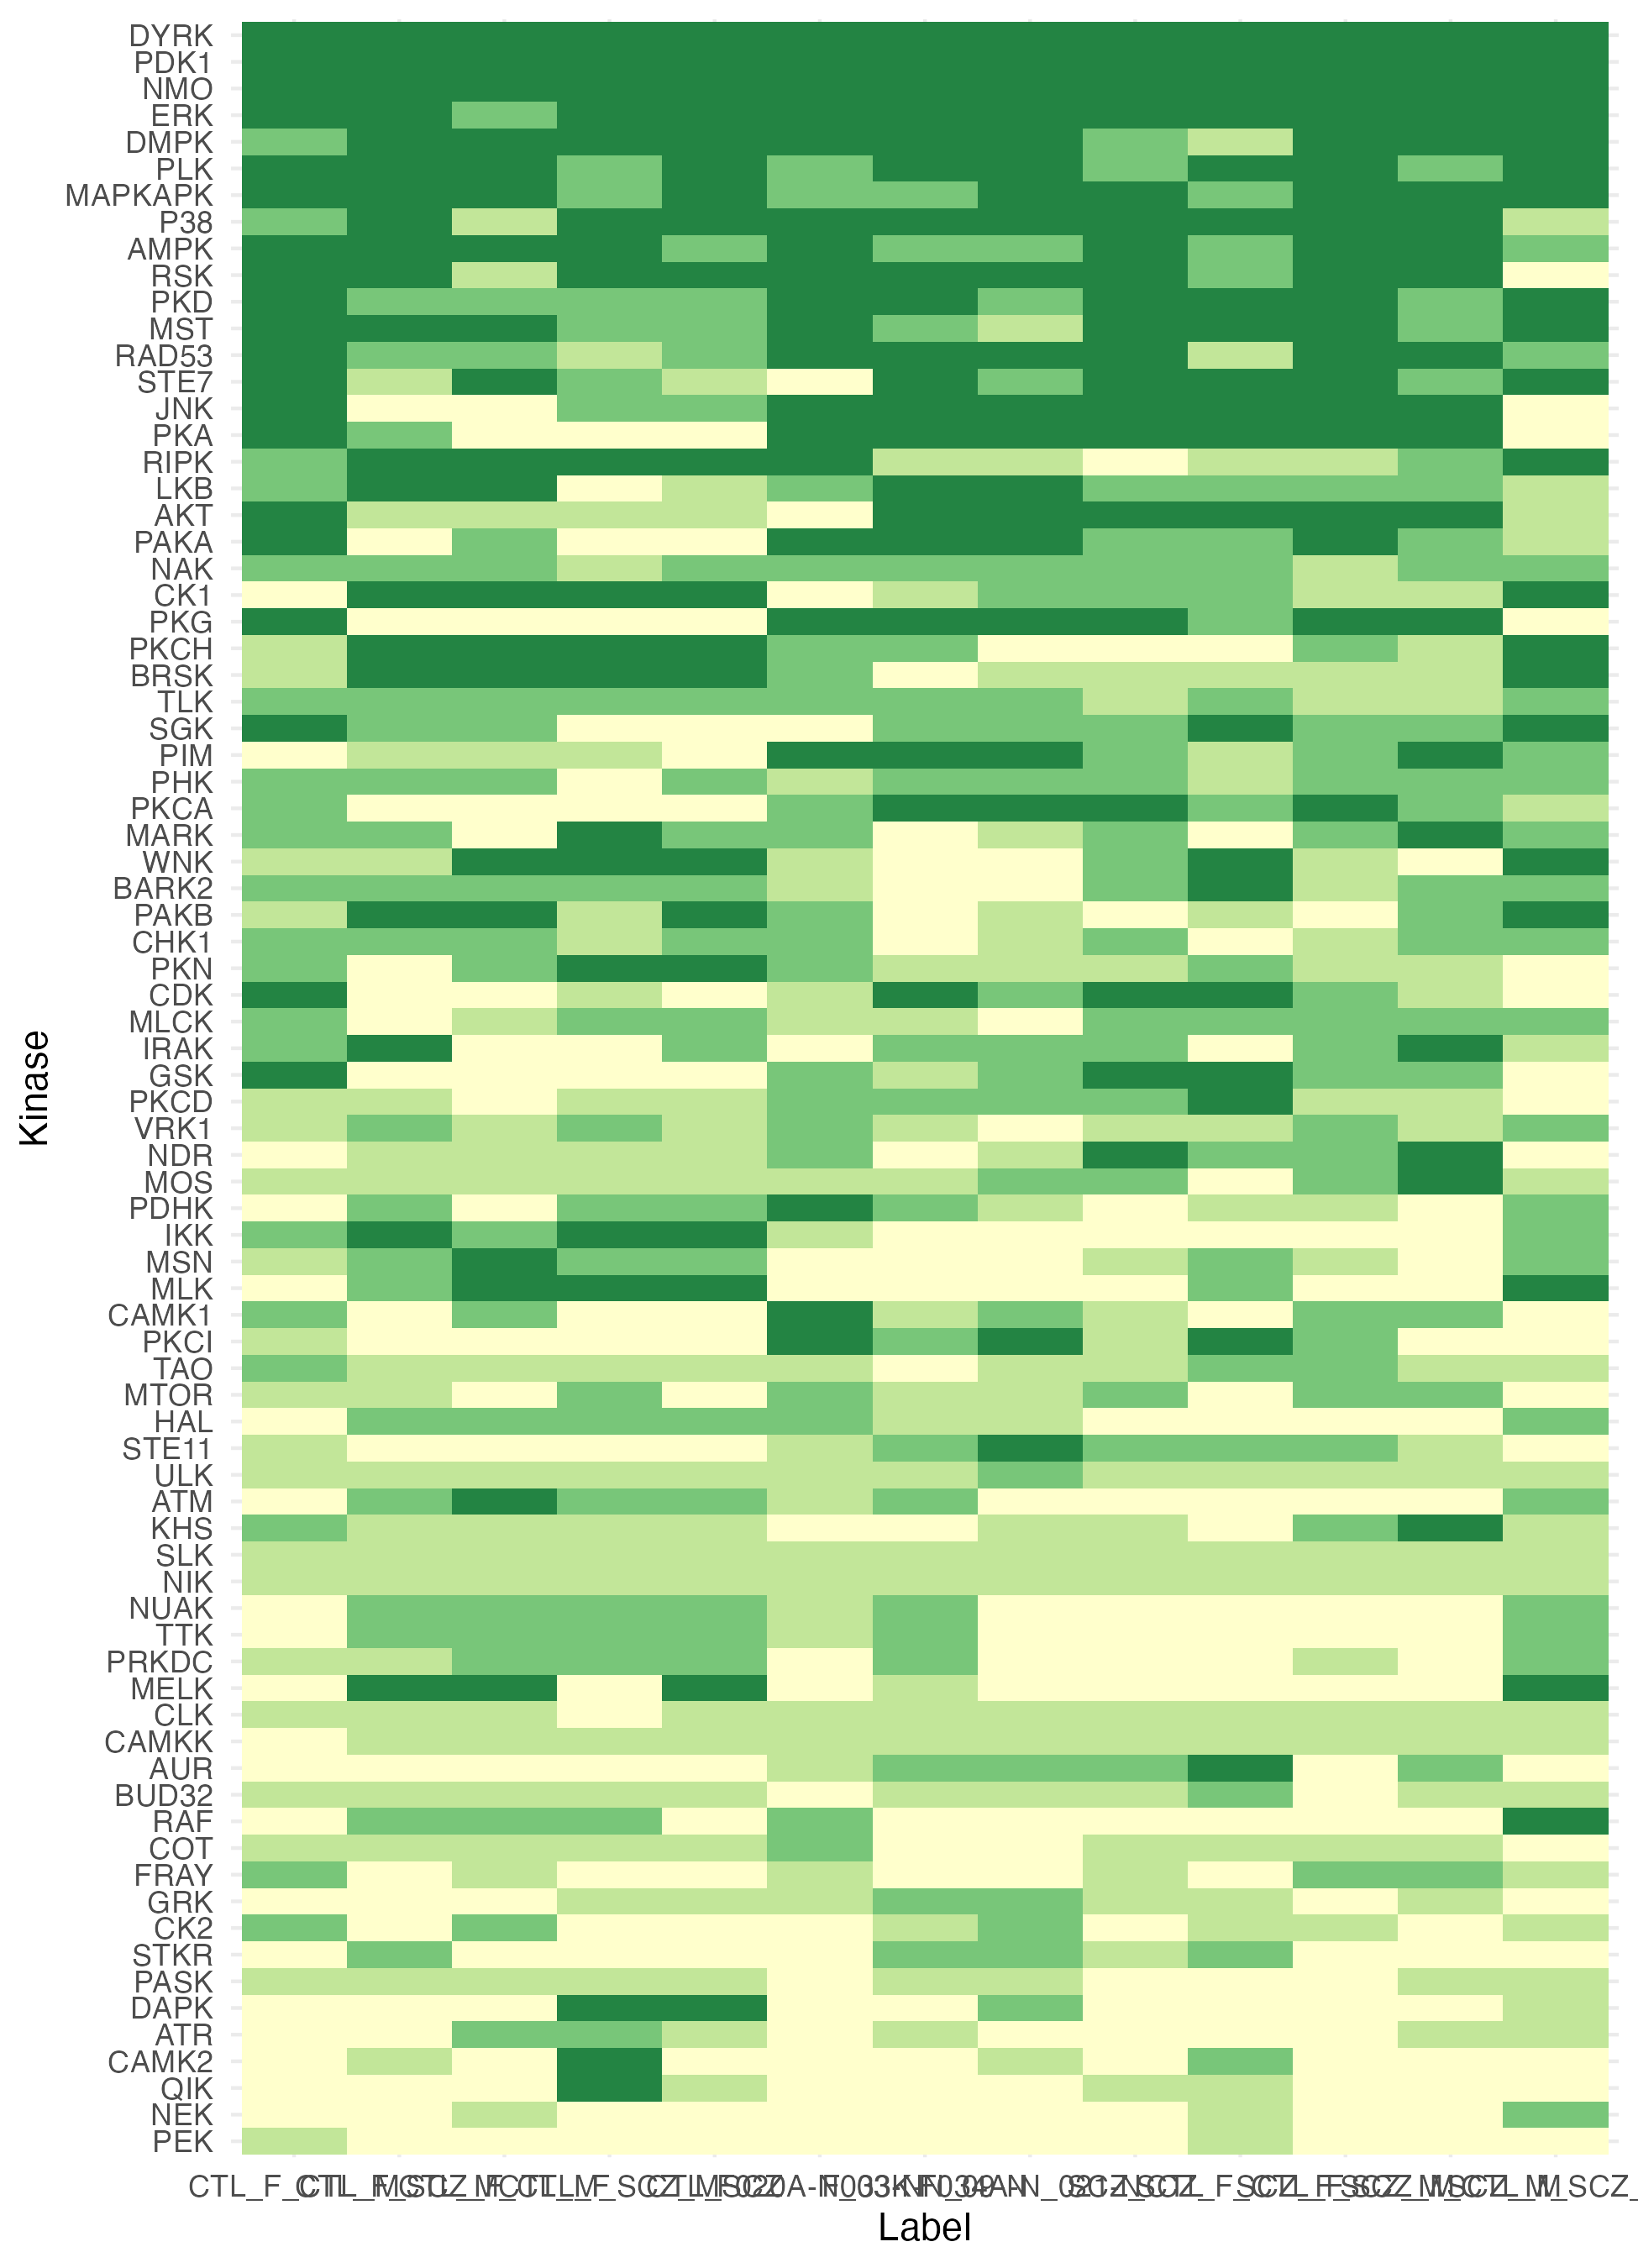 DYRK
PDK1
NMO
ERK
DMPK
PLK
MAPKAPK
P38
AMPK
RSK
PKD
MST
RAD53
STE7
JNK
PKA
RIPK
LKB
AKT
PAKA
NAK
CK1
PKG
PKCH
BRSK
TLK
SGK
PIM
PHK
PKCA
MARK
WNK
BARK2
PAKB
CHK1
PKN
CDK
MLCK
IRAK
GSK
PKCD
VRK1
NDR
MOS
PDHK
IKK
MSN
MLK
CAMK1
PKCI
TAO
MTOR
HAL
STE11
ULK
ATM
KHS
SLK
NIK
NUAK
TTK
PRKDC
MELK
CLK
CAMKK
AUR
BUD32
RAF
COT
FRAY
GRK
CK2
STKR
PASK
DAPK
ATR
CAMK2
QIK
NEK
PEK
Kinase
Label